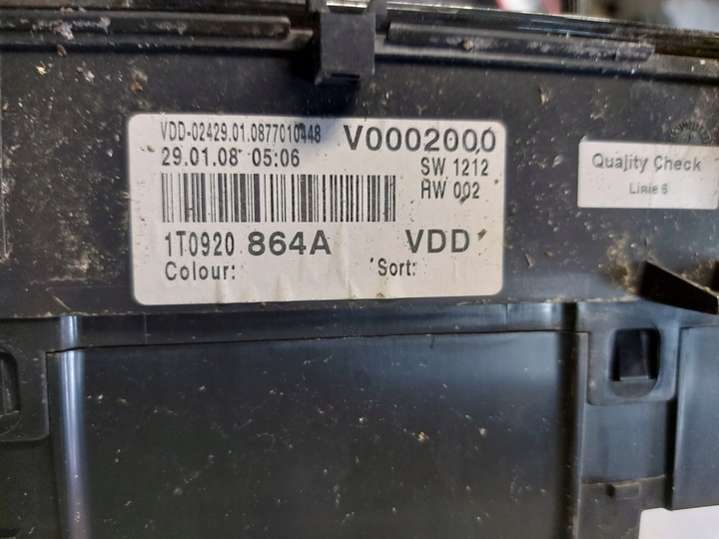 VDD-02429.01.0877010448 V0002000
29.01.08 05:06 SW 1212
RW 002
1T0920 864A VDD
Colour: Sort:
Quality Check
Linie 6